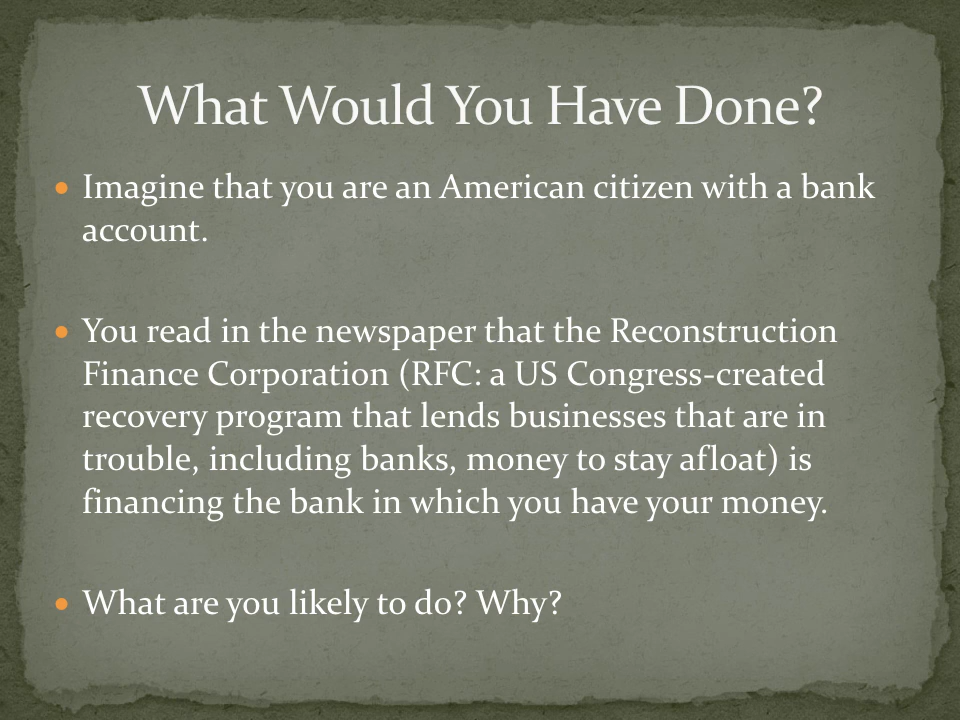 What Would You Have Done?
• Imagine that you are an American citizen with a bank
account.
• You read in the newspaper that the Reconstruction
Finance Corporation (RFC: a US Congress-created
recovery program that lends businesses that are in
trouble, including banks, money to stay afloat) is
financing the bank in which you have your money.
• What are you likely to do? Why?